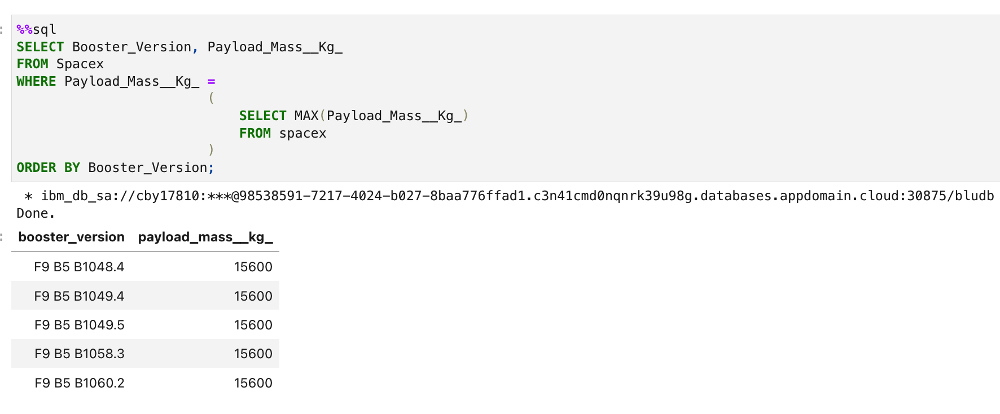 %%sql
SELECT Booster_Version, Payload_Mass__Kg_
FROM Spacex
WHERE Payload_Mass__Kg_ =
(
SELECT MAX(Payload_Mass__Kg_)
FROM spacex
)
ORDER BY Booster_Version;
* ibm_db_sa://cby17810:***@98538591-7217-4024-b027-8baa776ffad1.c3n41cmd0nqnrk39u98g.databases.appdomain.cloud:30875/bludb
Done.
booster_version payload_mass__kg_
F9 B5 B1048.4 15600
F9 B5 B1049.4 15600
F9 B5 B1049.5 15600
F9 B5 B1058.3 15600
F9 B5 B1060.2 15600